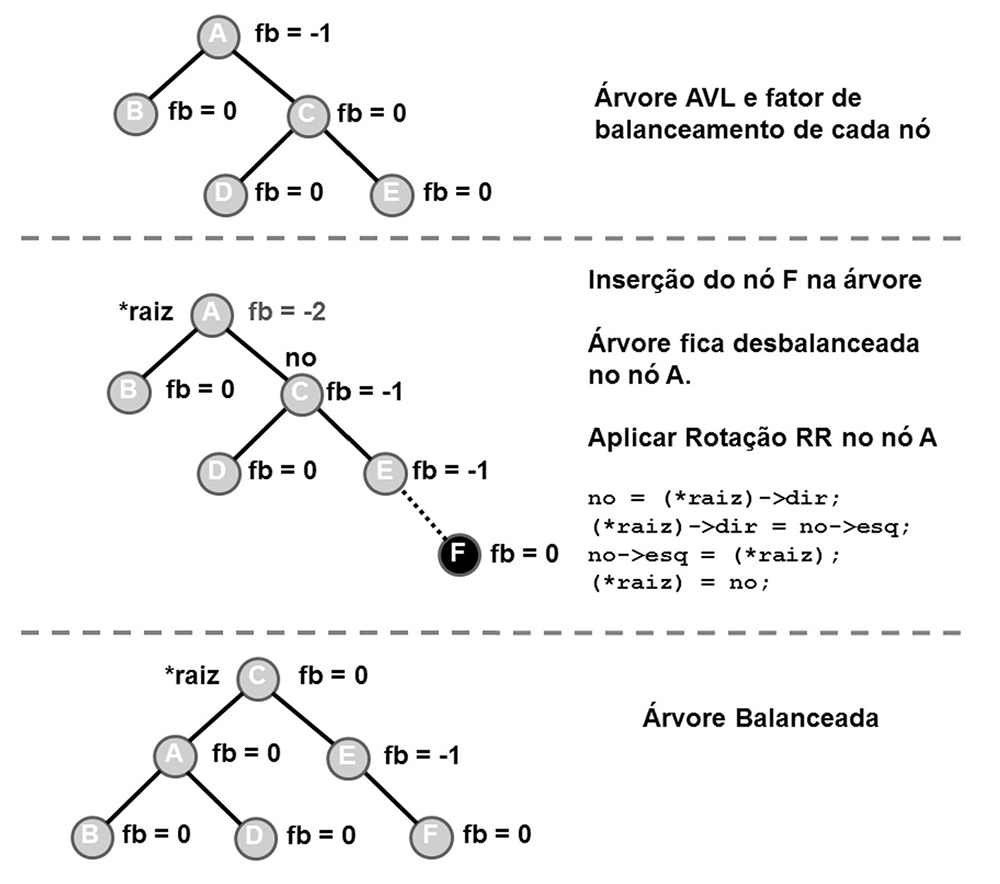 A fb = -1
B fb = 0 C fb = 0
D fb = 0 E fb = 0
Árvore AVL e fator de
balanceamento de cada nó
*raiz A fb = -2
no
B fb = 0 C fb = -1
D fb = 0 E fb = -1
F fb = 0
Inserção do nó F na árvore
Árvore fica desbalanceada
no nó A.
Aplicar Rotação RR no nó A
no = (*raiz)->dir;
(*raiz)->dir = no->esq;
no->esq = (*raiz);
(*raiz) = no;
*raiz C fb = 0
A fb = 0 E fb = -1
B fb = 0 D fb = 0 F fb = 0
Árvore Balanceada